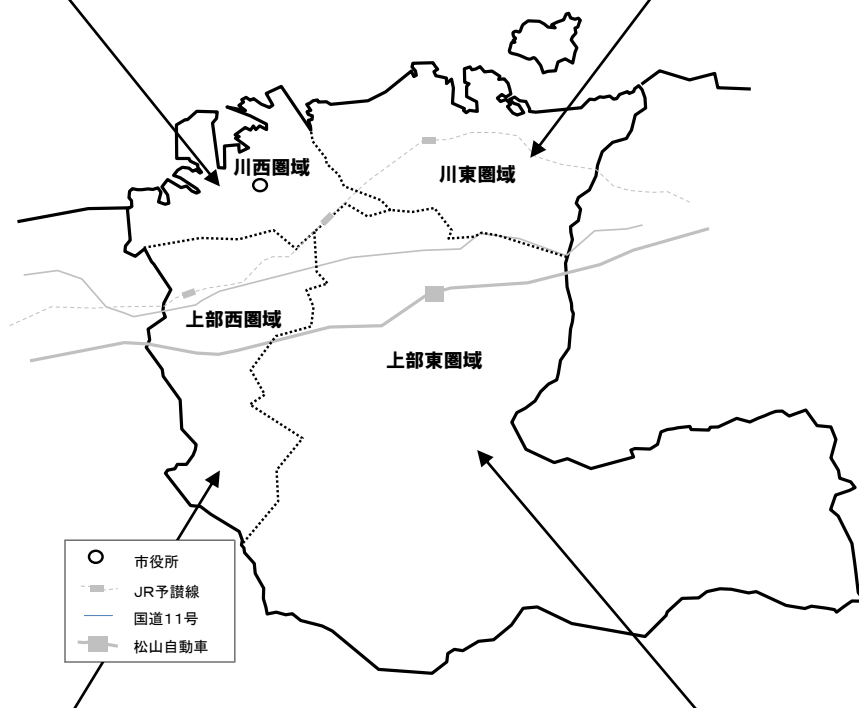 川西圏域
川東圏域
上部西圏域
上部東圏域
市役所
JR予讃線
国道11号
松山自動車